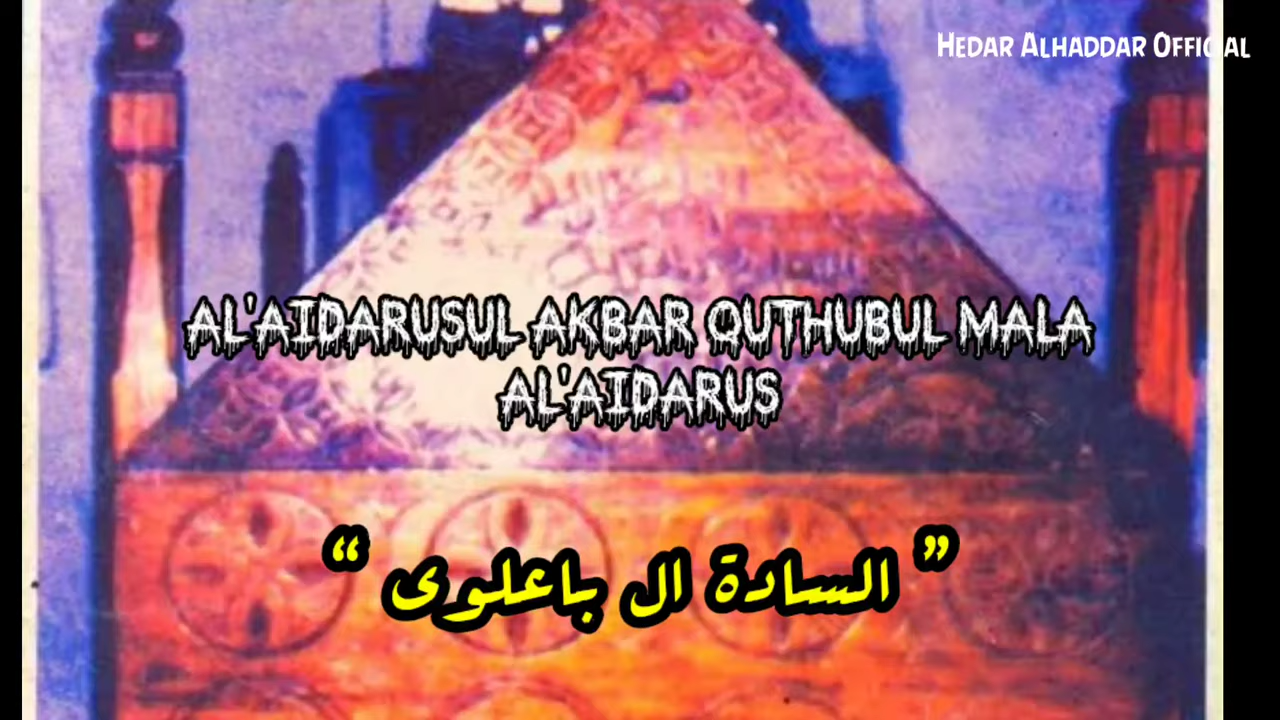 HEDAR ALHADDAR OFFICIAL
AL'AIDARUSUL AKBAR QUTHUBUL MALA
AL'AIDARUS
” السادة ال باعلوى “